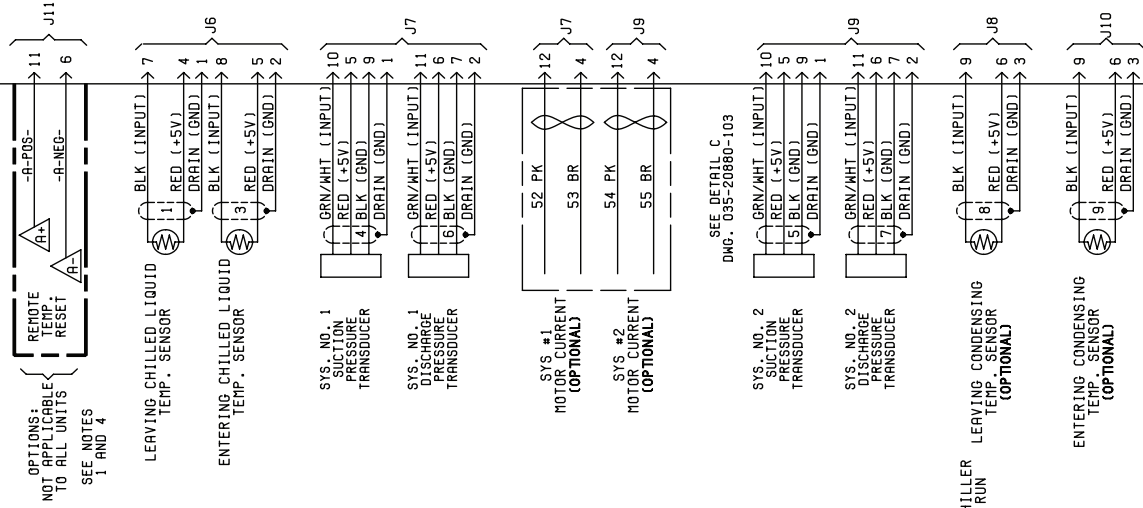 OPTIONS:
NOT APPLICABLE
TO ALL UNITS
SEE NOTES
1 AND 4
REMOTE
TEMP.
RESET
A+
A-
-A-POS-
-A-NEG-
11
6
J11
LEAVING CHILLED LIQUID
TEMP. SENSOR
1
BLK (INPUT)
RED (+5V)
DRAIN (GND)
7
4
1
ENTERING CHILLED LIQUID
TEMP. SENSOR
3
BLK (INPUT)
RED (+5V)
DRAIN (GND)
8
5
2
J6
SYS. NO. 1
SUCTION
PRESSURE
TRANSDUCER
4
GRN/WHT (INPUT)
RED (+5V)
BLK (GND)
DRAIN (GND)
10
5
9
1
SYS. NO. 1
DISCHARGE
PRESSURE
TRANSDUCER
6
GRN/WHT (INPUT)
RED (+5V)
BLK (GND)
DRAIN (GND)
11
6
7
2
J7
SYS #1
MOTOR CURRENT
(OPTIONAL)
52 PK
53 BR
12
4
J7
SYS #2
MOTOR CURRENT
(OPTIONAL)
54 PK
55 BR
12
4
J9
SEE DETAIL C
DWG. 035-20880-103
SYS. NO. 2
SUCTION
PRESSURE
TRANSDUCER
5
GRN/WHT (INPUT)
RED (+5V)
BLK (GND)
DRAIN (GND)
10
5
9
1
SYS. NO. 2
DISCHARGE
PRESSURE
TRANSDUCER
7
GRN/WHT (INPUT)
RED (+5V)
BLK (GND)
DRAIN (GND)
11
6
7
2
J9
HILLER
RUN
LEAVING CONDENSING
TEMP. SENSOR
(OPTIONAL)
8
BLK (INPUT)
RED (+5V)
DRAIN (GND)
9
6
3
J8
ENTERING CONDENSING
TEMP. SENSOR
(OPTIONAL)
9
BLK (INPUT)
RED (+5V)
DRAIN (GND)
9
6
3
J10